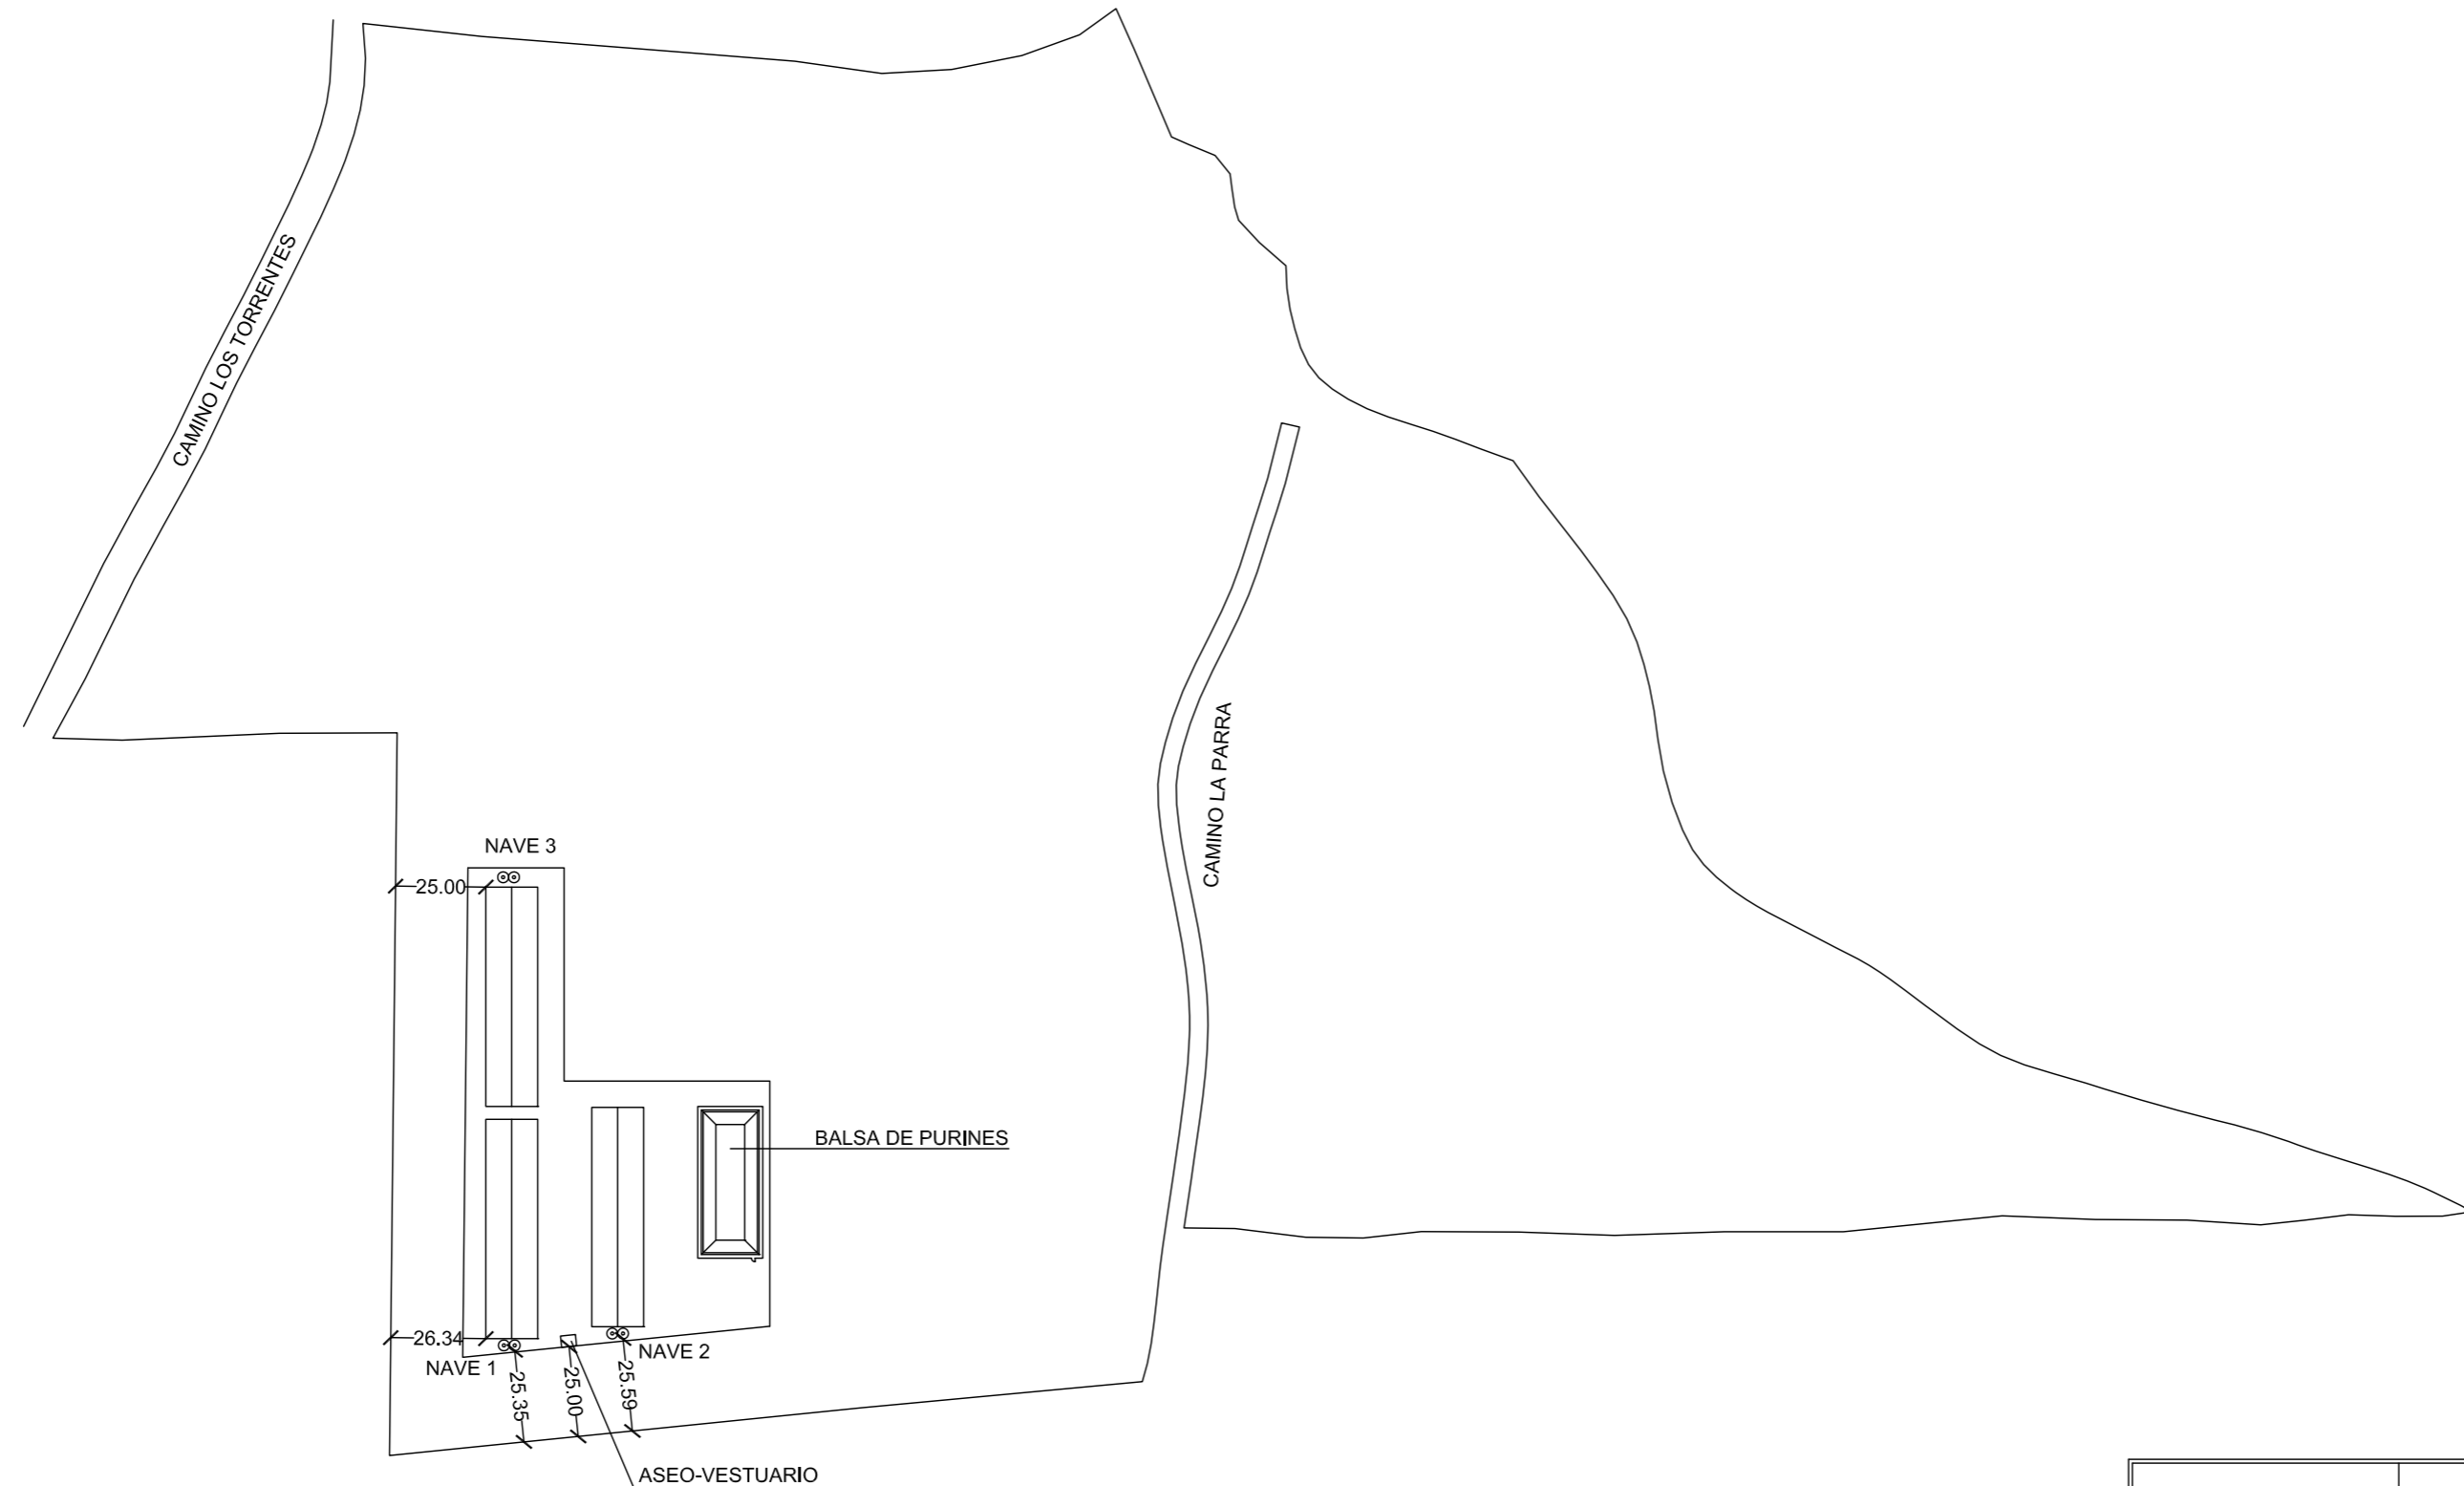 CAMINO LOS TORRENTES
CAMINO LA PARRA
NAVE 3
25.00
BALSA DE PURINES
26.34
NAVE 1
NAVE 2
25.35
25.00
25.59
ASEO-VESTUARIO